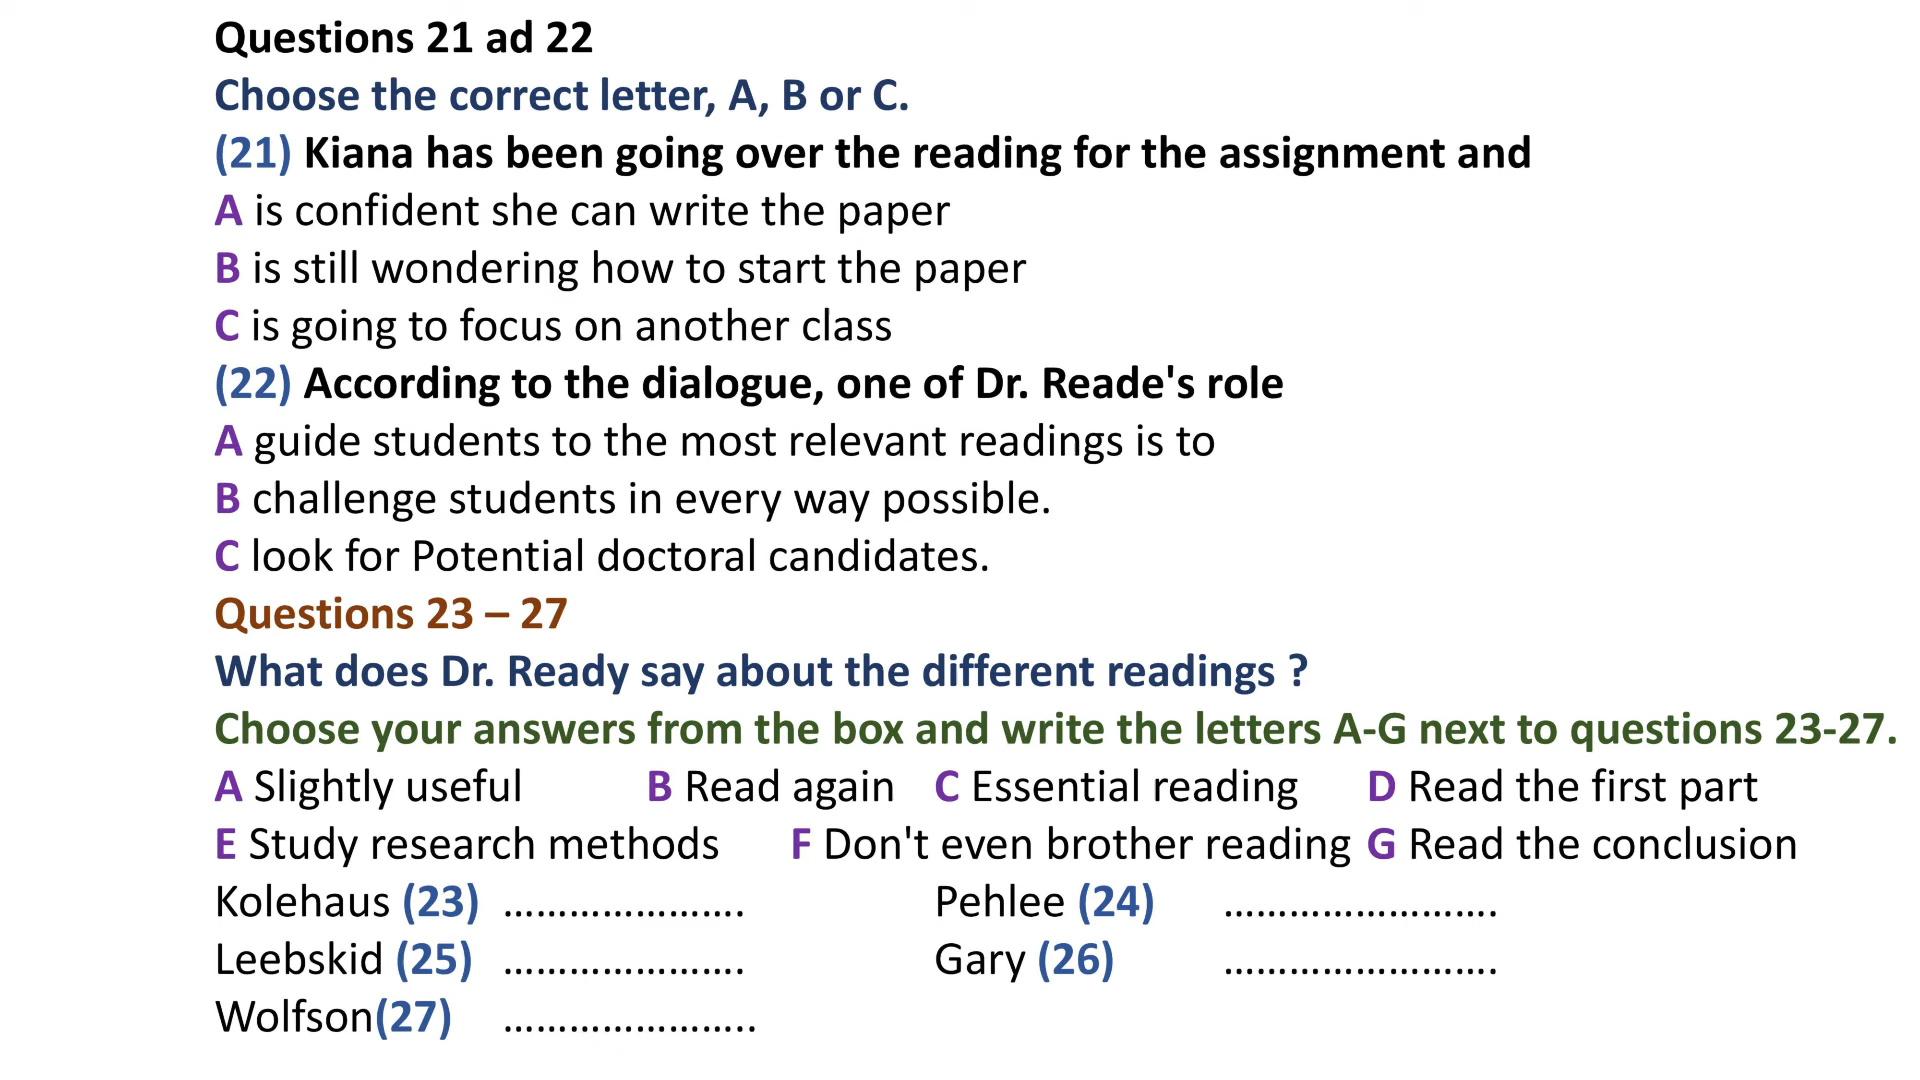 Questions 21 ad 22
Choose the correct letter, A, B or C.
(21) Kiana has been going over the reading for the assignment and
A is confident she can write the paper
B is still wondering how to start the paper
C is going to focus on another class
(22) According to the dialogue, one of Dr. Reade's role
A guide students to the most relevant readings is to
B challenge students in every way possible.
C look for Potential doctoral candidates.
Questions 23 – 27
What does Dr. Ready say about the different readings ?
Choose your answers from the box and write the letters A-G next to questions 23-27.
A Slightly useful B Read again C Essential reading D Read the first part
E Study research methods F Don't even brother reading G Read the conclusion
Kolehaus (23) …………………. Pehlee (24) …………………….
Leebskid (25) …………………. Gary (26) …………………….
Wolfson(27) …………………..